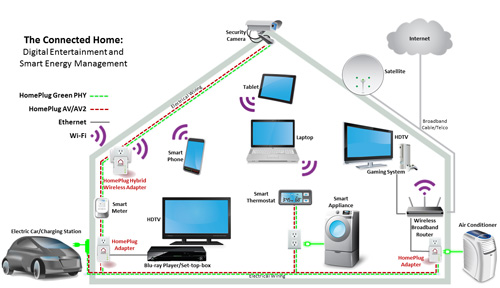 The Connected Home:
Digital Entertainment and
Smart Energy Management
HomePlug Green PHY
HomePlug AV/AV2
Ethernet
Wi-Fi
Security
Camera
Internet
Satellite
Electrical Wiring
Tablet
Broadband
Cable/Telco
Smart
Phone
Laptop
HDTV
Gaming System
HomePlug Hybrid
Wireless Adapter
Smart
Meter
HDTV
Smart
Thermostat
Smart
Appliance
Wireless
Broadband
Router
Air Conditioner
Electric Car/Charging Station
HomePlug
Adapter
Blu-ray Player/Set-top-box
HomePlug
Adapter
Electrical Wiring